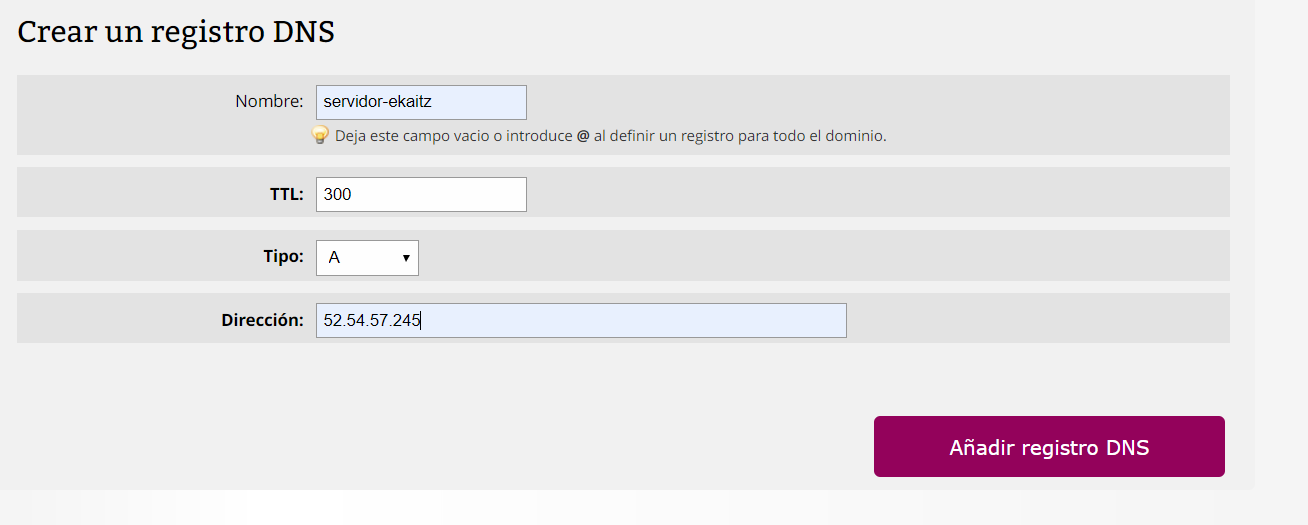 Crear un registro DNS
Nombre: servidor-ekaitz
Deja este campo vacio o introduce @ al definir un registro para todo el dominio.
TTL: 300
Tipo: A
Dirección: 52.54.57.245
Añadir registro DNS